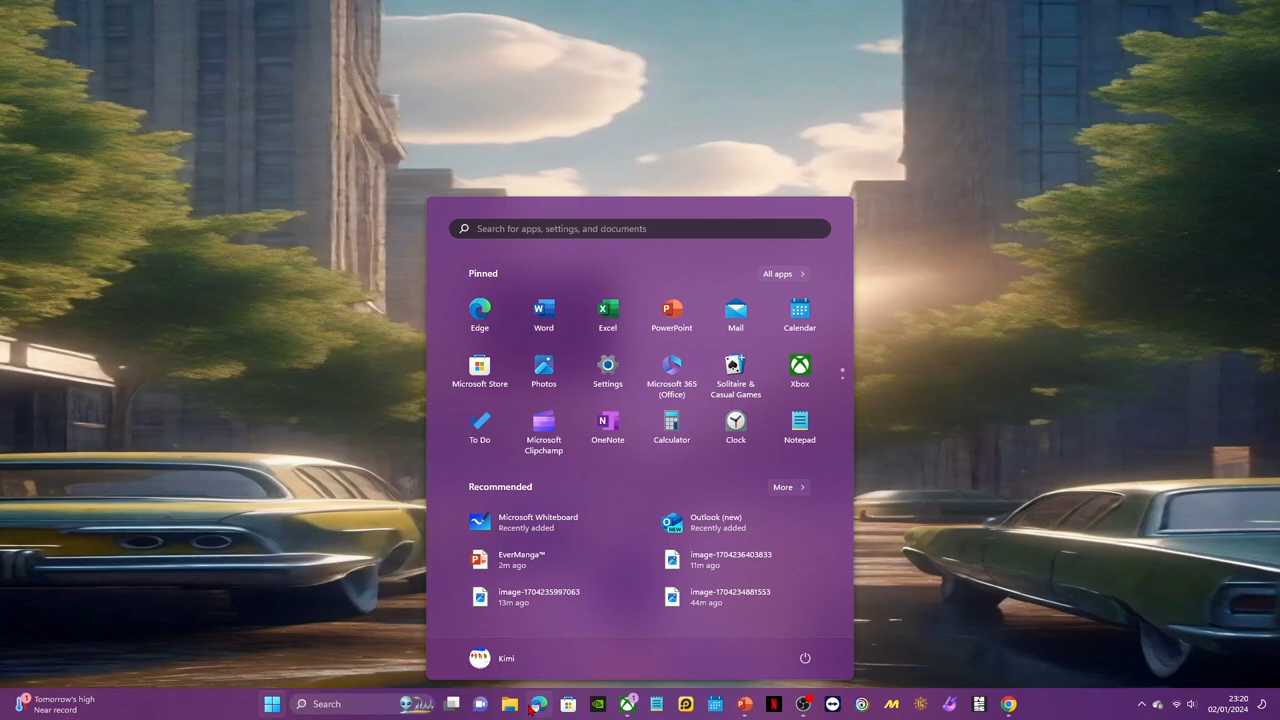 Search for apps, settings, and documents
Pinned
All apps
Edge
Word
Excel
PowerPoint
Mail
Calendar
Microsoft Store
Photos
Settings
Microsoft 365
(Office)
Solitaire &
Casual Games
Xbox
To Do
Microsoft
Clipchamp
OneNote
Calculator
Clock
Notepad
Recommended
More
Microsoft Whiteboard
Recently added
Outlook (new)
Recently added
EverManga™
2m ago
image-1704236403833
11m ago
image-1704235997063
13m ago
image-1704234881553
44m ago
Kimi
1
Tomorrow's high
Near record
Search
1
23:20
02/01/2024